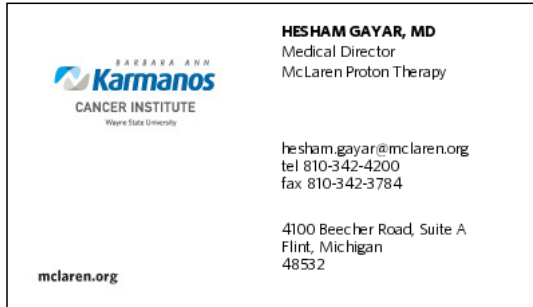 HESHAM GAYAR, MD
Medical Director
McLaren Proton Therapy
BARBARA ANN
Karmanos
CANCER INSTITUTE
Wayne State University
hesham.gayar@mclaren.org
tel 810-342-4200
fax 810-342-3784
4100 Beecher Road, Suite A
Flint, Michigan
48532
mclaren.org